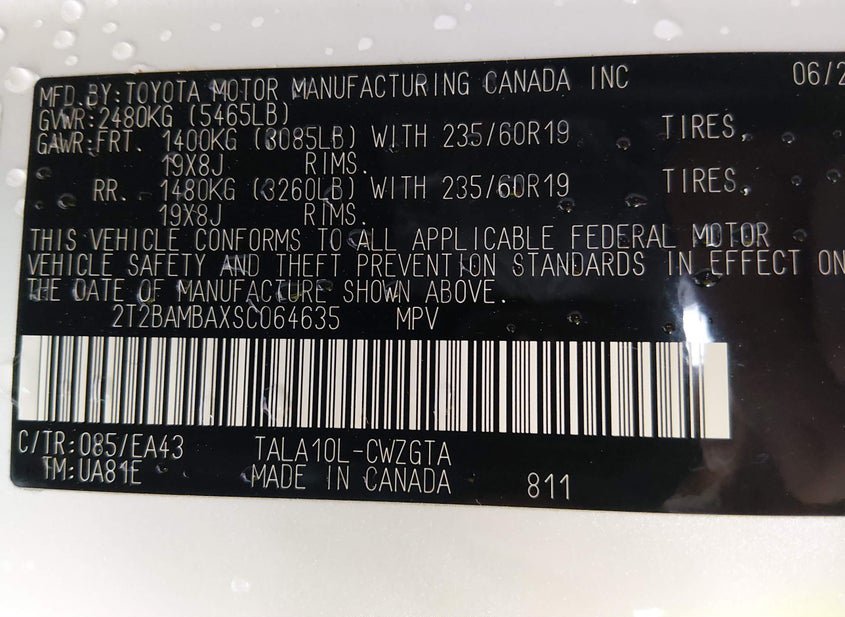 MFD.BY:TOYOTA MOTOR MANUFACTURING CANADA INC 06/2
GVWR:2480KG (5465LB)
GAWR:FRT. 1400KG (3085LB) WITH 235/60R19 TIRES,
19X8J RIMS.
RR. 1480KG (3260LB) WITH 235/60R19 TIRES,
19X8J RIMS.
THIS VEHICLE CONFORMS TO ALL APPLICABLE FEDERAL MOTOR
VEHICLE SAFETY AND THEFT PREVENTION STANDARDS IN EFFECT ON
THE DATE OF MANUFACTURE SHOWN ABOVE.
2T2BAMBAXSC064635 MPV
C/TR:085/EA43 TALA10L-CWZGTA
TM:UA81E MADE IN CANADA 811